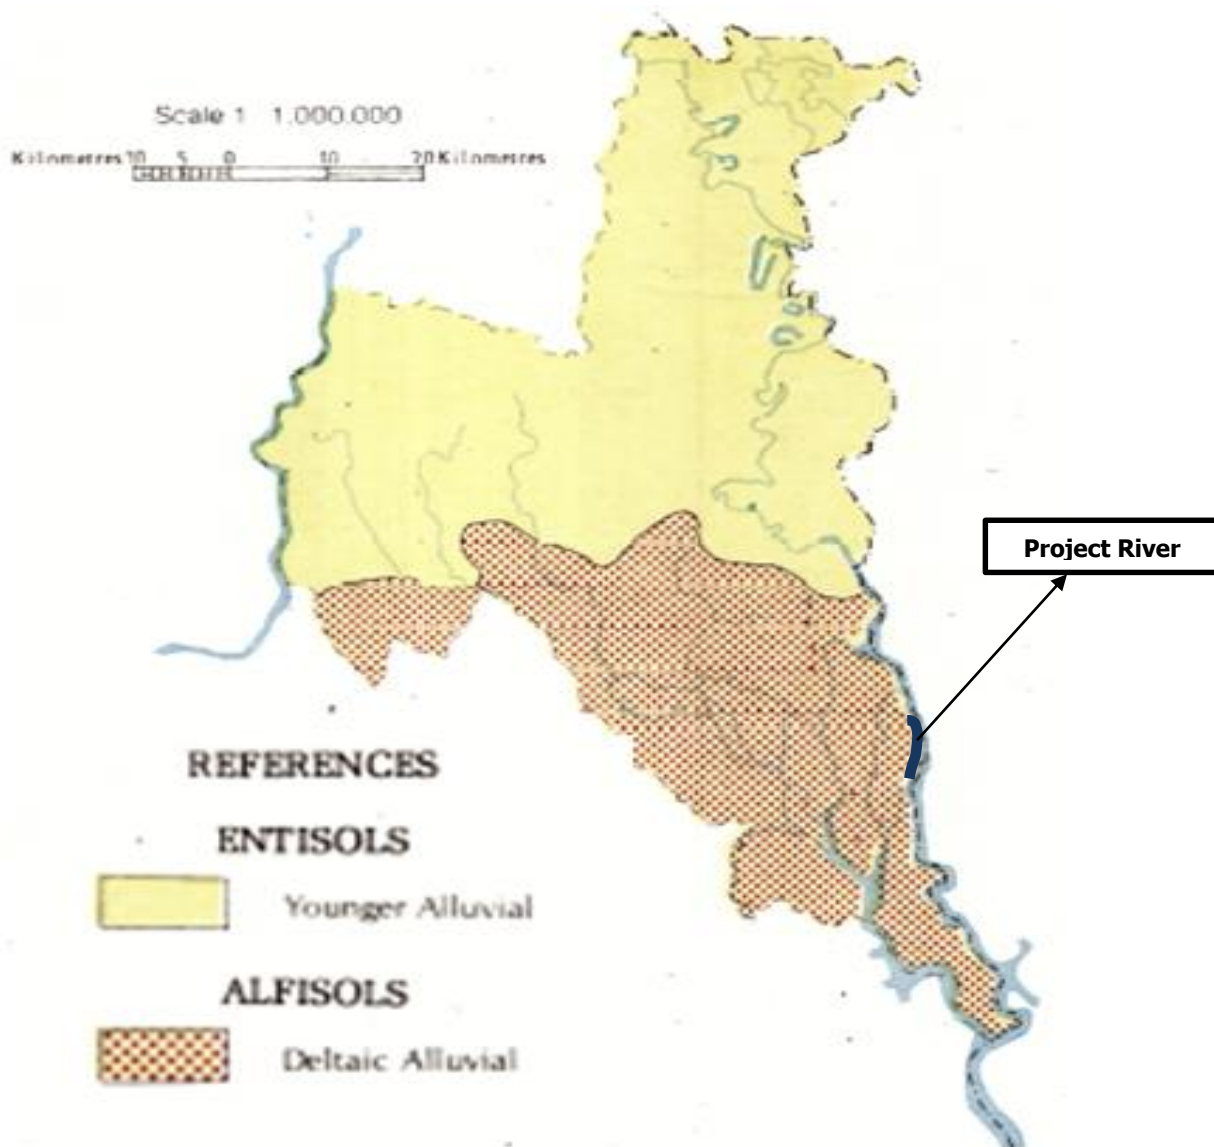 Scale 1 1.000.000
Kilometres 10 5 0 10 20 Kilometres
Project River
REFERENCES
ENTISOLS
Younger Alluvial
ALFISOLS
Deltaic Alluvial